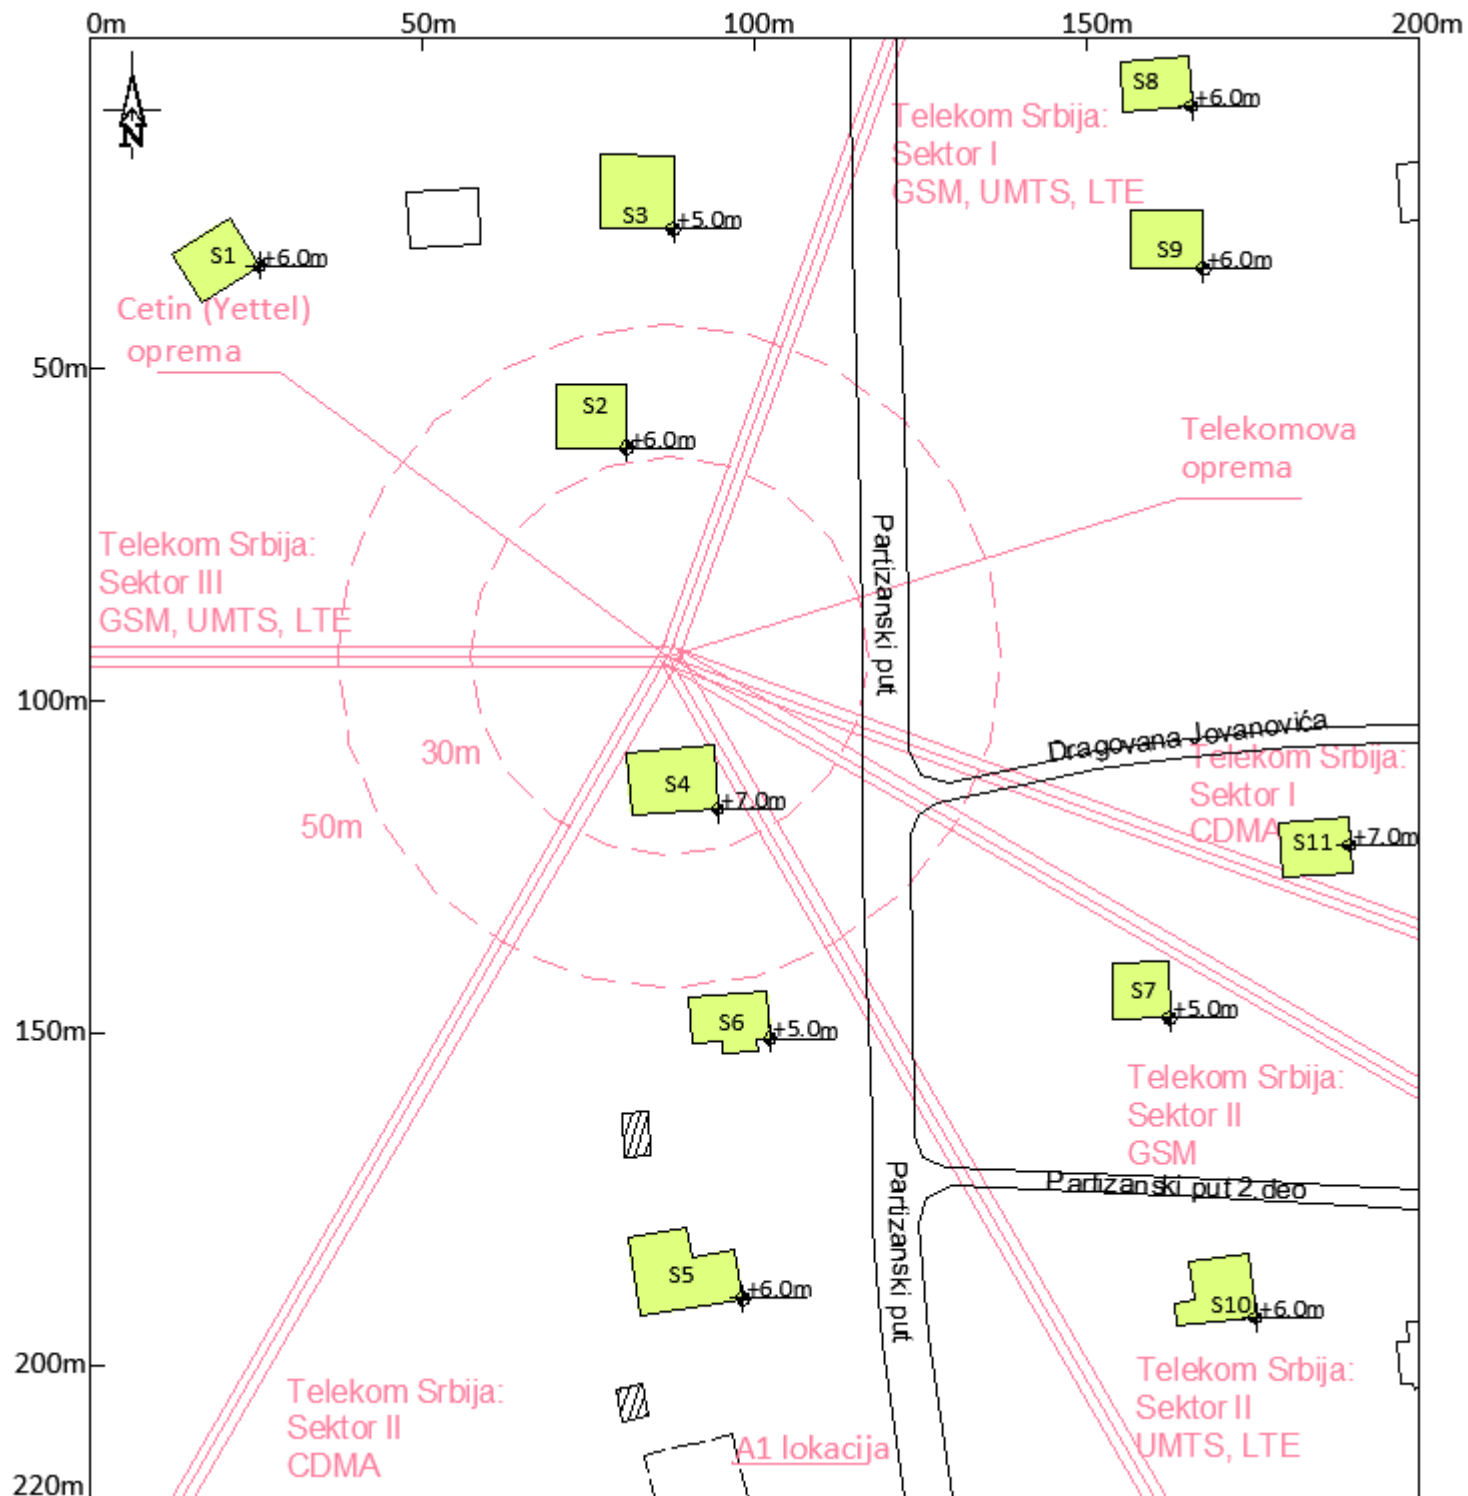 0m
50m
100m
150m
200m
N
S8
+6.0m
Telekom Srbija:
Sektor I
GSM, UMTS, LTE
S3
+5.0m
S1
+6.0m
S9
+6.0m
Cetin (Yettel)
oprema
50m
S2
+6.0m
Telekomova
oprema
Telekom Srbija:
Sektor III
GSM, UMTS, LTE
Partizanski put
100m
30m
50m
S4
+7.0m
Dragovana Jovanovića
Telekom Srbija:
Sektor I
CDMA
S11
+7.0m
S7
+5.0m
150m
S6
+5.0m
Telekom Srbija:
Sektor II
GSM
Partizanski put
Partizanski put 2.deo
S5
+6.0m
S10
+6.0m
200m
Telekom Srbija:
Sektor II
CDMA
Telekom Srbija:
Sektor II
UMTS, LTE
A1 lokacija
220m